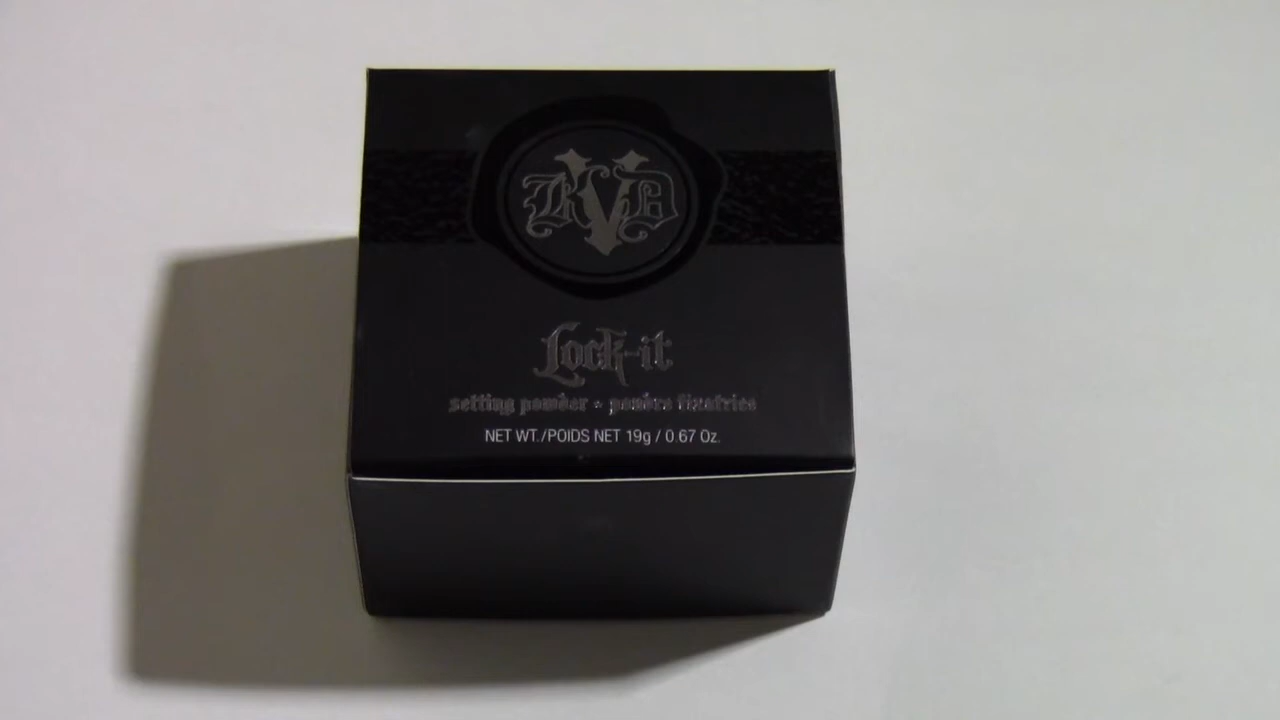 KVD
Lock-it
setting powder • poudre fixatrice
NET WT./POIDS NET 19g / 0.67 Oz.